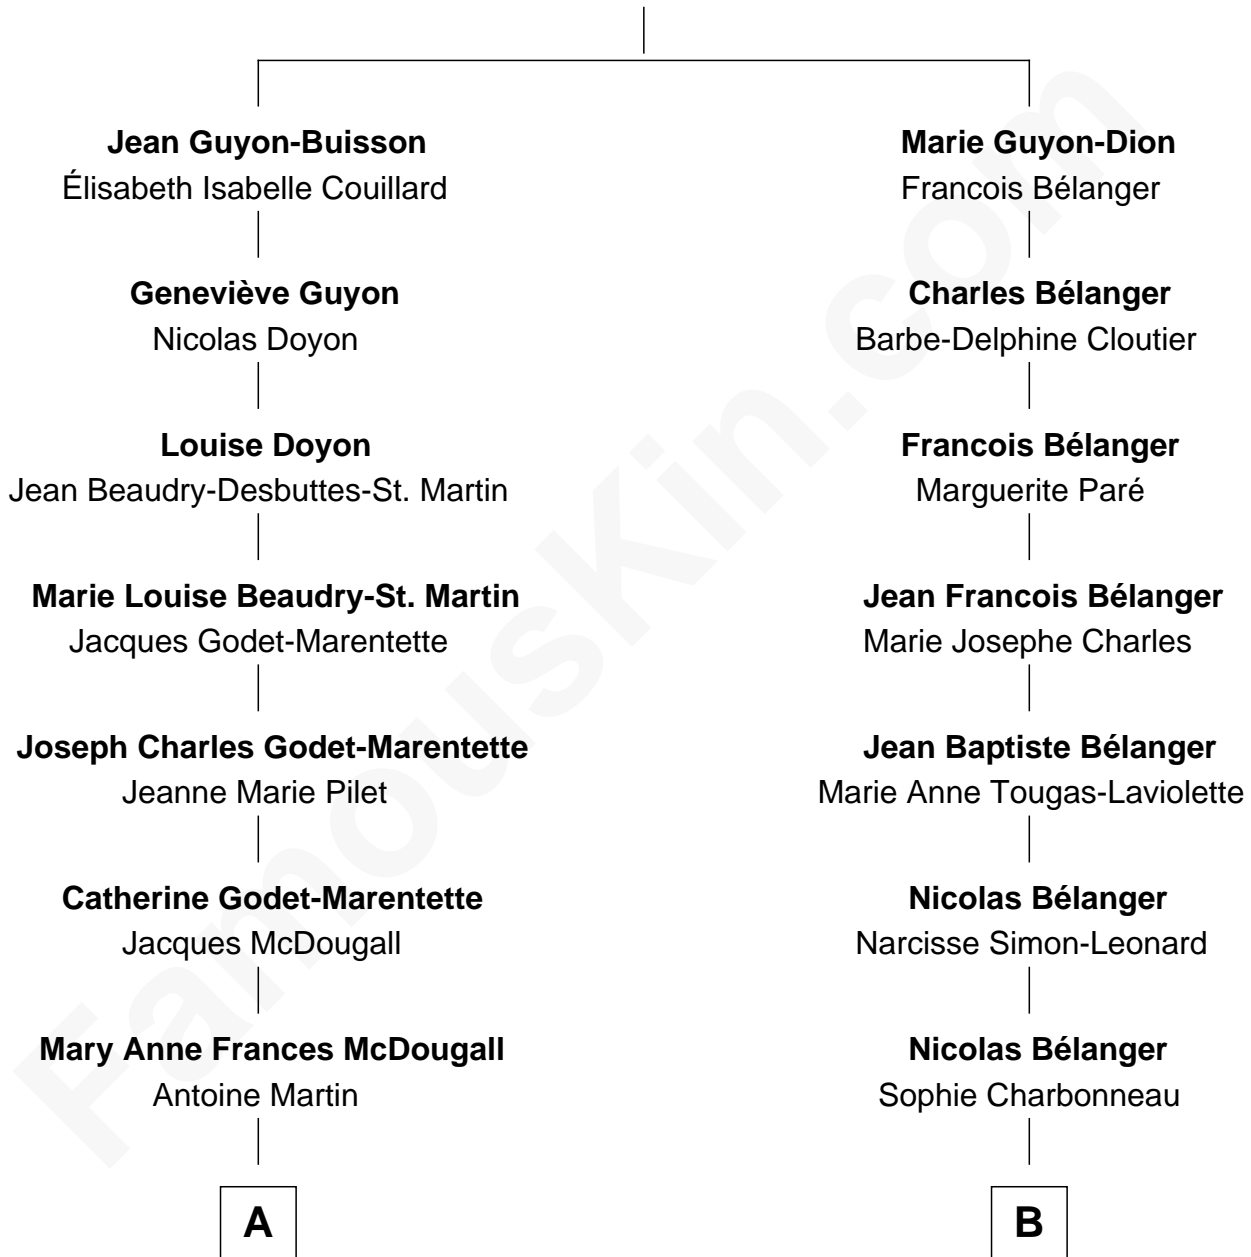 Jean Guyon-Buisson
Élisabeth Isabelle Couillard
Geneviève Guyon
Nicolas Doyon
Louise Doyon
Jean Beaudry-Desbuttes-St. Martin
Marie Louise Beaudry-St. Martin
Jacques Godet-Marentette
Joseph Charles Godet-Marentette
Jeanne Marie Pilet
Catherine Godet-Marentette
Jacques McDougall
Mary Anne Frances McDougall
Antoine Martin
A
Marie Guyon-Dion
Francois Bélanger
Charles Bélanger
Barbe-Delphine Cloutier
Francois Bélanger
Marguerite Paré
Jean Francois Bélanger
Marie Josephe Charles
Jean Baptiste Bélanger
Marie Anne Tougas-Laviolette
Nicolas Bélanger
Narcisse Simon-Leonard
Nicolas Bélanger
Sophie Charbonneau
B
FamousKin.com